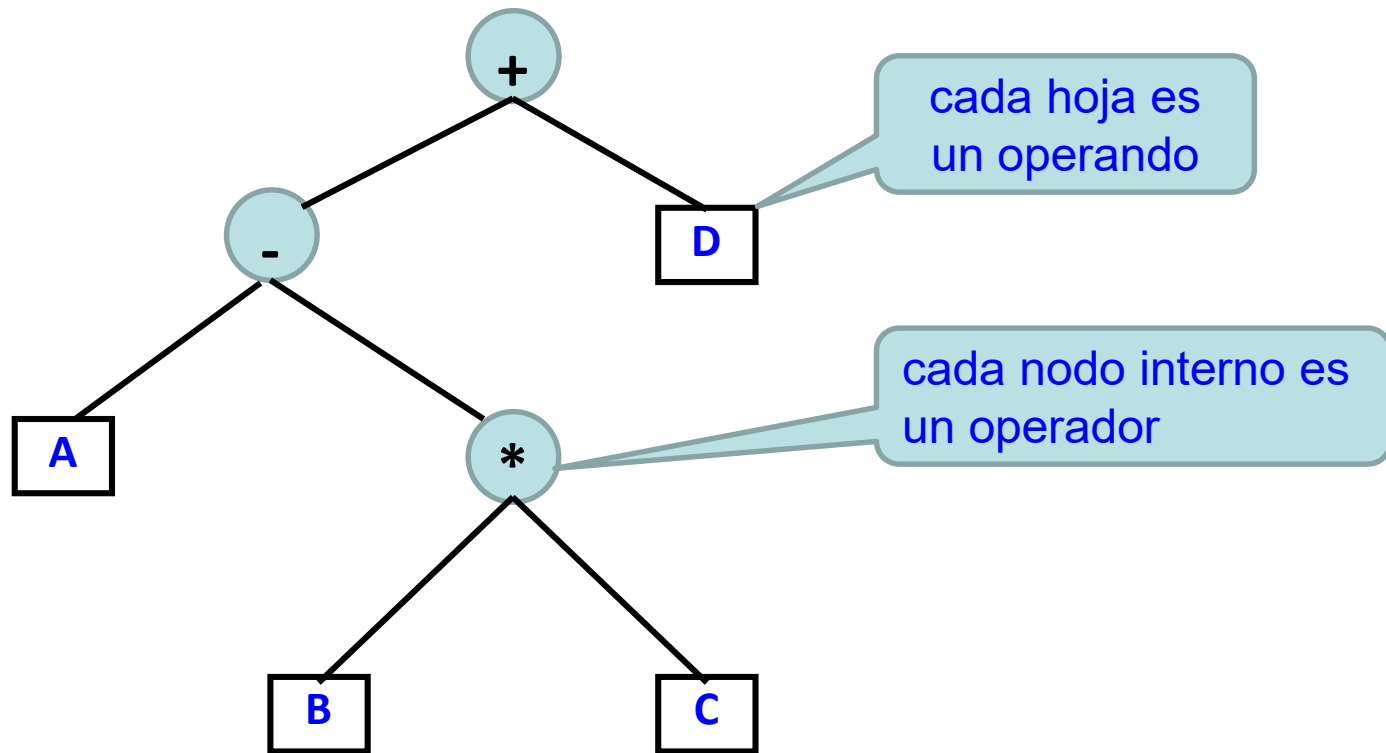 +
cada hoja es
un operando
-
D
cada nodo interno es
un operador
A
*
B
C